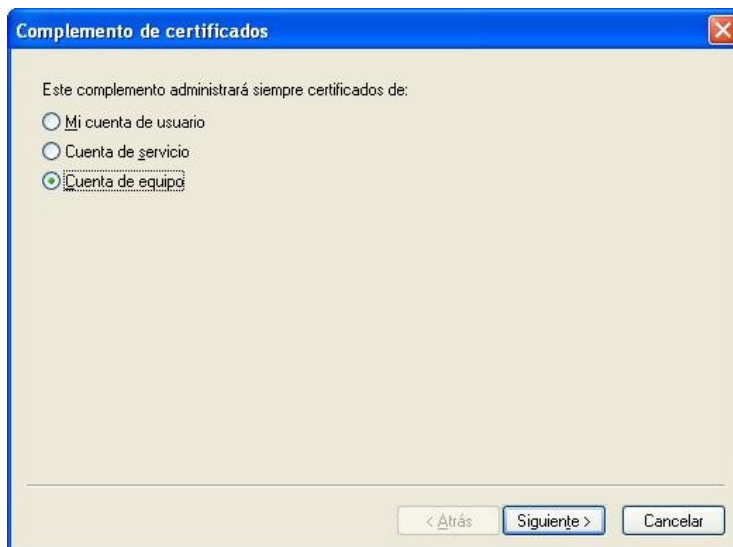 Complemento de certificados
Este complemento administrará siempre certificados de:
Mi cuenta de usuario
Cuenta de servicio
Cuenta de equipo
< Atrás Siguiente > Cancelar